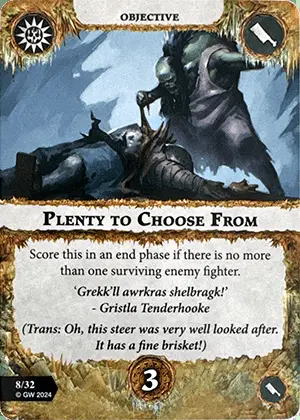 OBJECTIVE
PLENTY TO CHOOSE FROM
Score this in an end phase if there is no more
than one surviving enemy fighter.
‘Grekk’ll awrkras shelbragk!’
- Gristla Tenderhooke
(Trans: Oh, this steer was very well looked after.
It has a fine brisket!)
8/32
© GW 2024
3